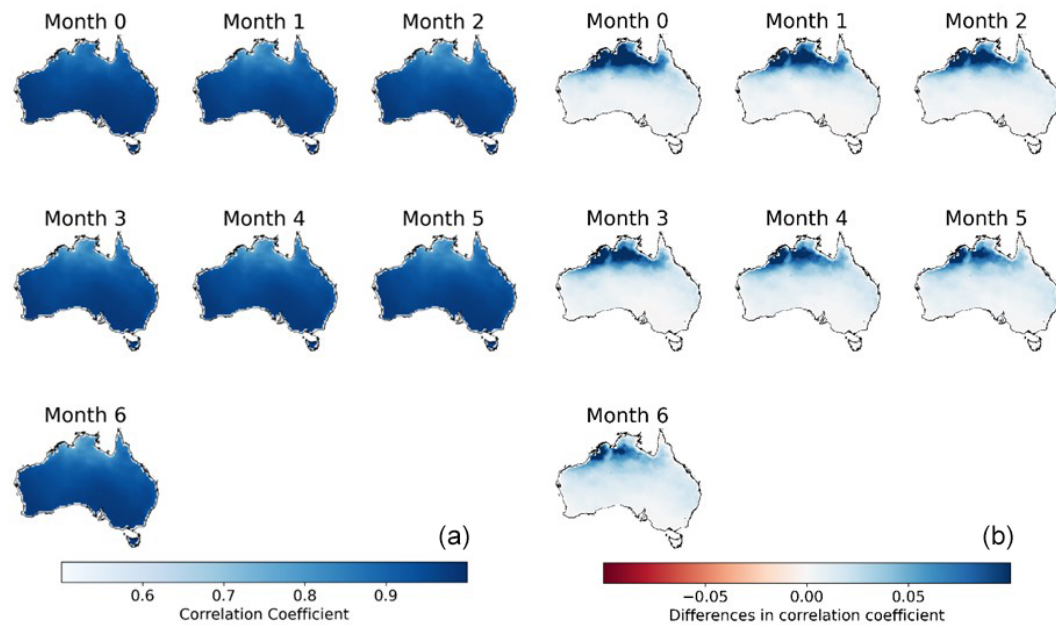 Month 0 Month 1 Month 2
Month 3 Month 4 Month 5
Month 6
(a)
0.6 0.7 0.8 0.9
Correlation Coefficient
Month 0 Month 1 Month 2
Month 3 Month 4 Month 5
Month 6
(b)
−0.05 0.00 0.05
Differences in correlation coefficient